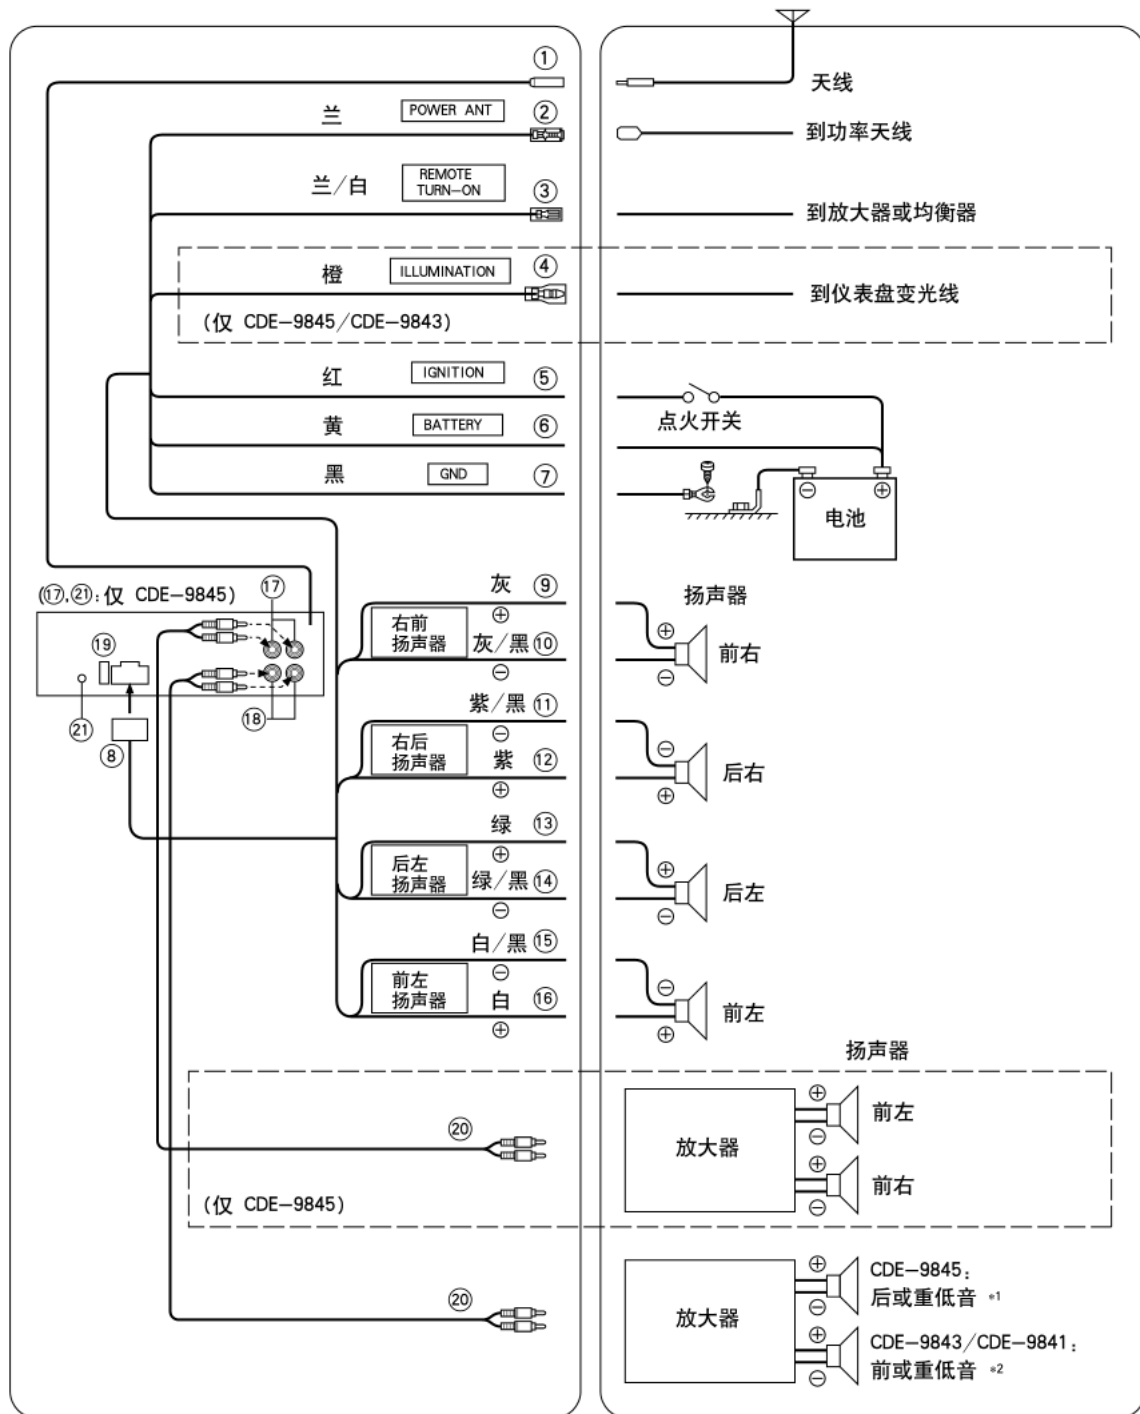 ①
天线
兰 POWER ANT ②
到功率天线
兰/白 REMOTE TURN-ON ③
到放大器或均衡器
橙 ILLUMINATION ④
到仪表盘变光线
(仅 CDE-9845/CDE-9843)
红 IGNITION ⑤
点火开关
黄 BATTERY ⑥
黑 GND ⑦
⊖ ⊕
电池
(⑰,㉑:仅 CDE-9845)
⑰
⑲
㉑
⑧
⑱
灰 ⑨
⊕
右前
扬声器
灰/黑 ⑩
⊖
扬声器
⊕
前右
⊖
紫/黑 ⑪
⊖
右后
扬声器
紫 ⑫
⊕
⊖
后右
⊕
绿 ⑬
⊕
后左
扬声器
绿/黑 ⑭
⊖
⊕
后左
⊖
白/黑 ⑮
⊖
前左
扬声器
白 ⑯
⊕
⊖
前左
⊕
扬声器
⑳
(仅 CDE-9845)
放大器
⊕
前左
⊖
⊕
前右
⊖
⑳
放大器
⊕
CDE-9845:
后或重低音 *1
⊖
⊕
CDE-9843/CDE-9841:
前或重低音 *2
⊖